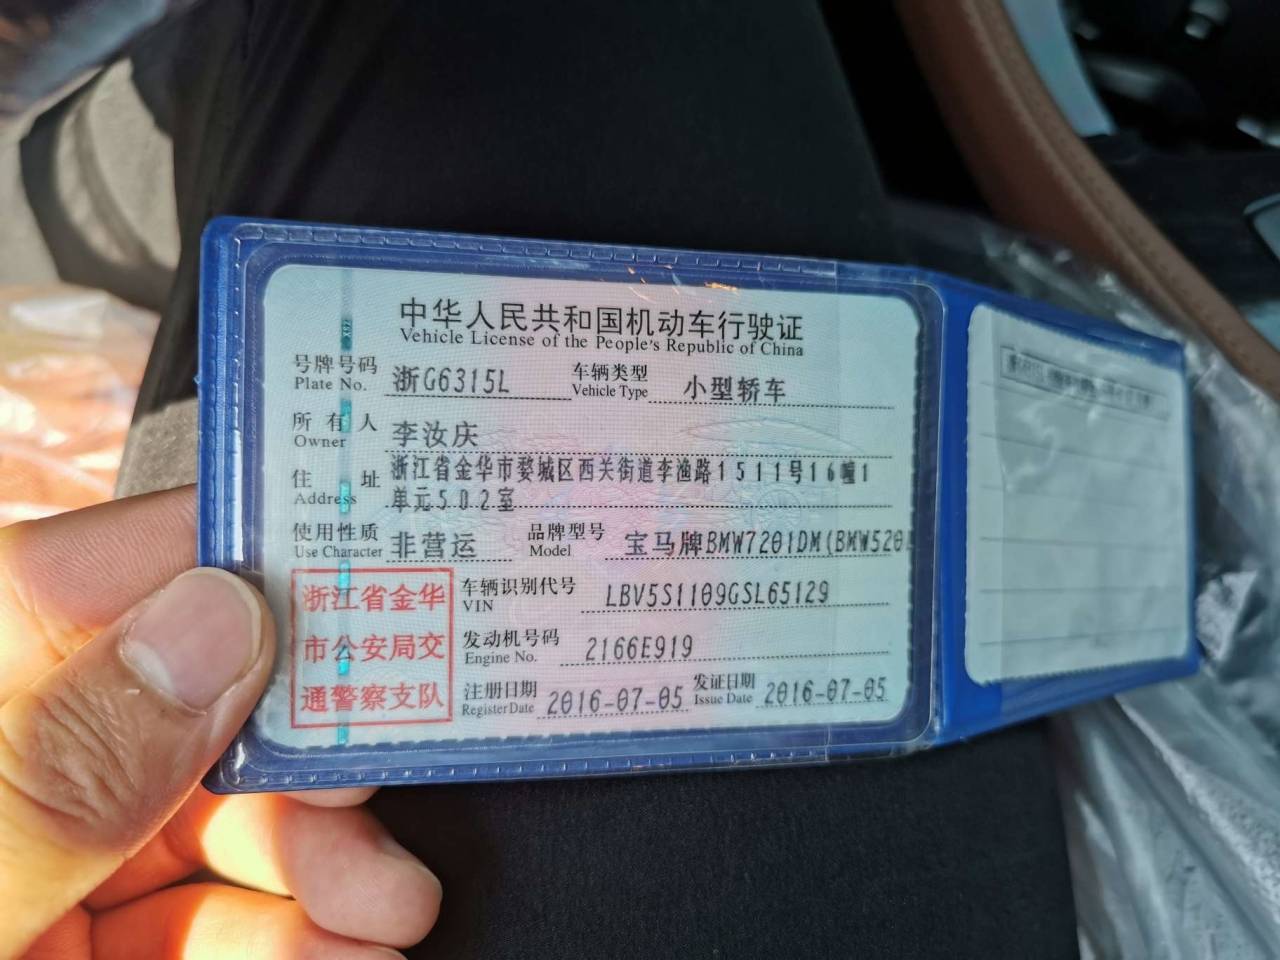 中华人民共和国机动车行驶证
Vehicle License of the People's Republic of China
号牌号码 浙G6315L 车辆类型 小型轿车
Plate No. Vehicle Type
所有人 李汝庆
Owner
住址 浙江省金华市婺城区西关街道李渔路1511号16幢1
Address 单元502室
使用性质 非营运 品牌型号 宝马牌BMW7201DM(BMW520
Use Character Model
浙江省金华
市公安局交
通警察支队
车辆识别代号 LBV5S1109GSL65129
VIN
发动机号码 2166E919
Engine No.
注册日期 2016-07-05 发证日期 2016-07-05
Register Date Issue Date